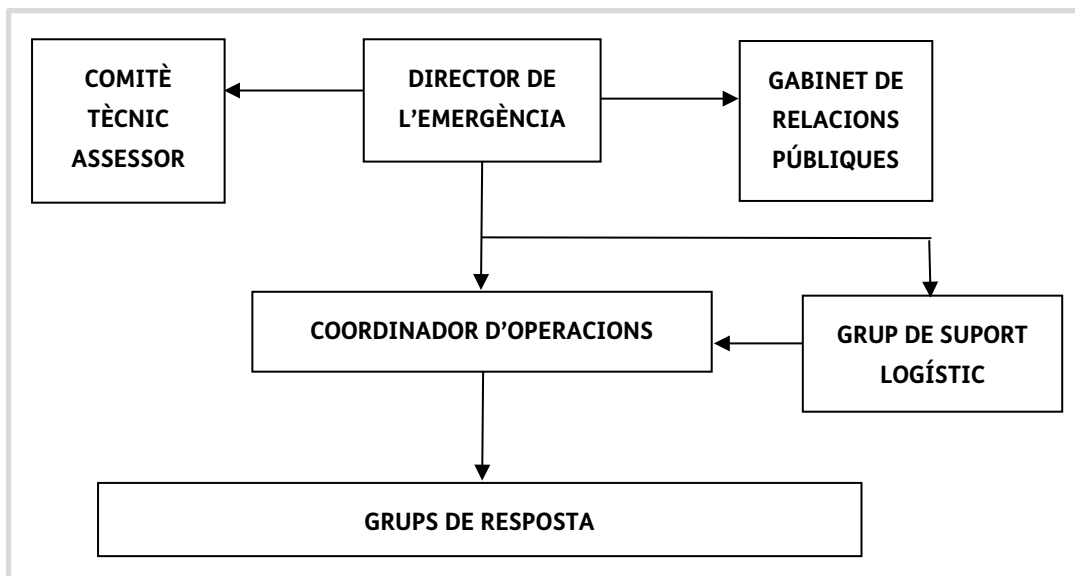 COMITÈ
TÈCNIC
ASSESSOR
DIRECTOR DE
L’EMERGÈNCIA
GABINET DE
RELACIONS
PÚBLIQUES
COORDINADOR D’OPERACIONS
GRUP DE SUPORT
LOGÍSTIC
GRUPS DE RESPOSTA